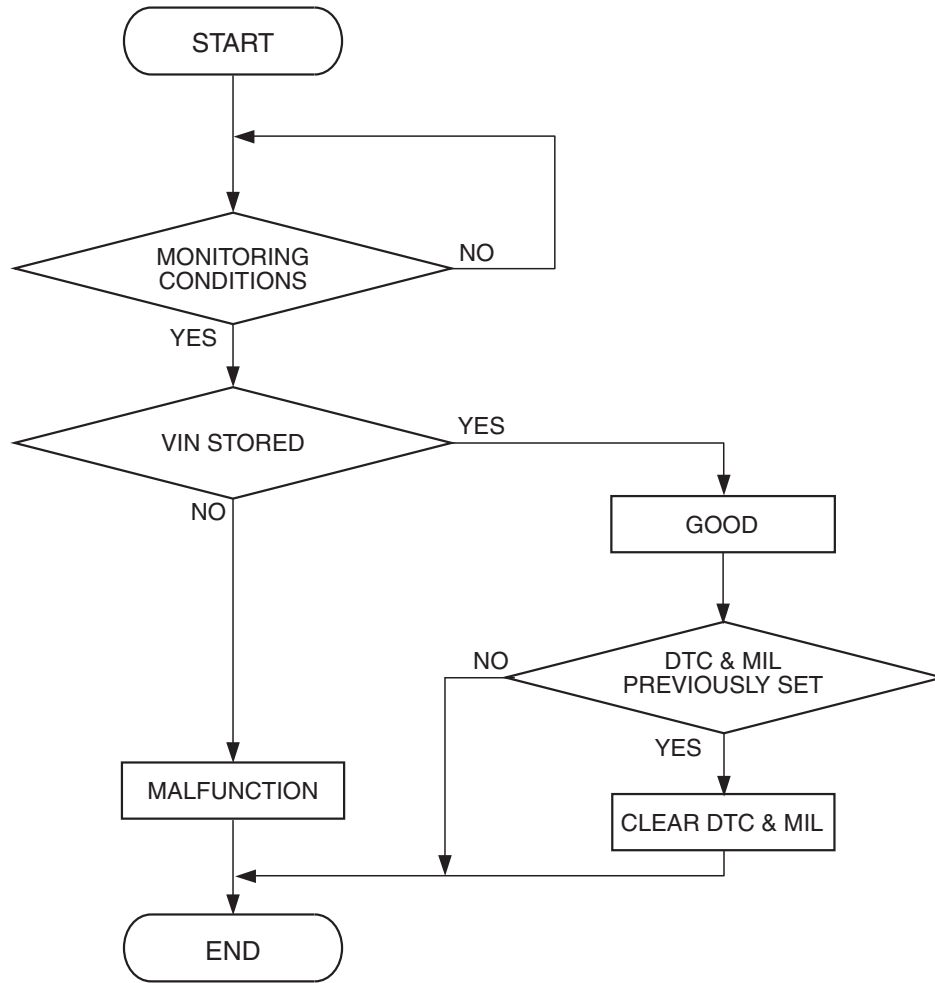 START
MONITORING
CONDITIONS
NO
YES
VIN STORED
YES
NO
GOOD
DTC & MIL
PREVIOUSLY SET
NO
YES
MALFUNCTION
CLEAR DTC & MIL
END